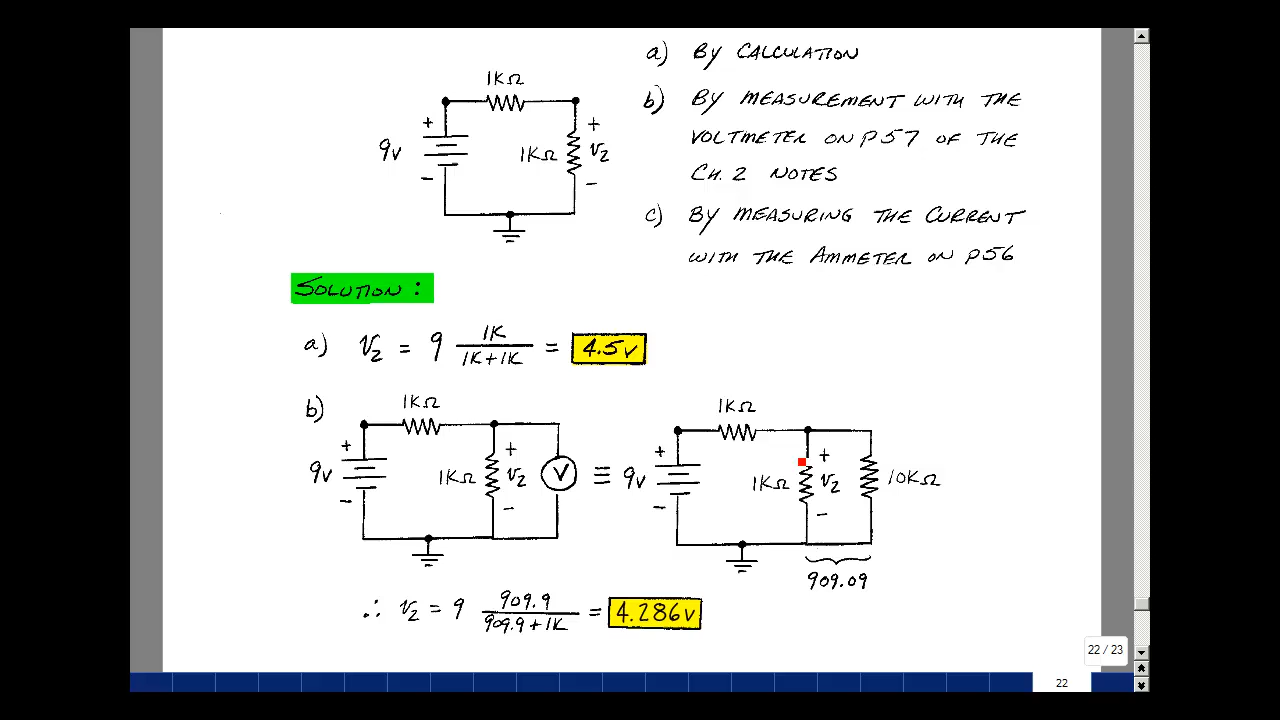 a) By CALCULATION
1KΩ
b) By MEASUREMENT WITH THE
+ +
9v 1KΩ v2 VOLTMETER ON P57 OF THE
- - CH. 2 NOTES
c) By MEASURING THE CURRENT
WITH THE AMMETER ON P56
SOLUTION :
a) V2 = 9 1K / 1K+1K = 4.5v
b) 1KΩ 1KΩ
+ + + +
9v 1KΩ v2 V ≡ 9v 1KΩ v2 10KΩ
- - - -
909.09
∴ v2 = 9 909.9 / 909.9 + 1K = 4.286v
22 / 23
22